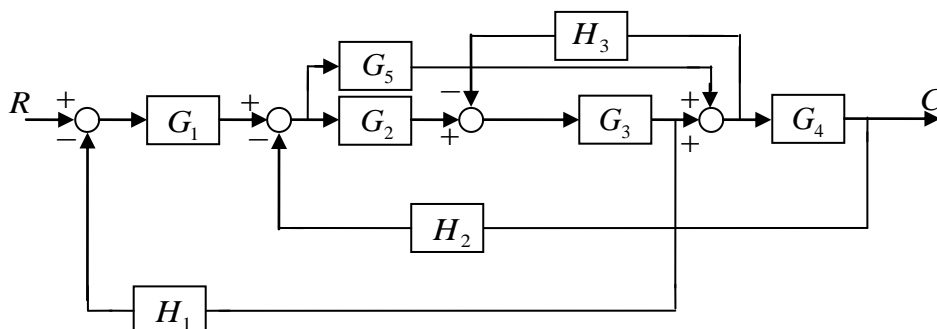 H₃
G₅
R + − G₁ + − G₂ − + G₃ + + G₄ C
H₂
H₁